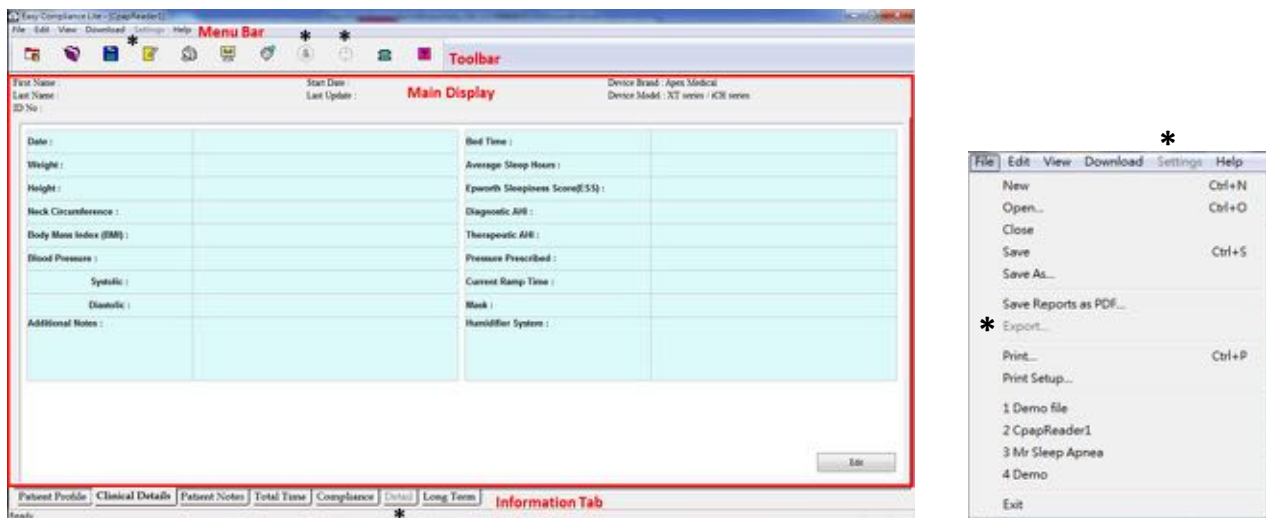 Easy Compliance Lite - [CpapReader1]
File Edit View Download Settings Help Menu Bar * *
*
Toolbar
First Name :
Last Name :
ID No :
Start Date :
Last Update :
Main Display
Device Brand : Apex Medical
Device Model : XT series / iCH series
Date :
Weight :
Height :
Neck Circumference :
Body Mass Index (BMI) :
Blood Pressure :
Systolic :
Diastolic :
Additional Notes :
Bed Time :
Average Sleep Hours :
Epworth Sleepiness Score(ESS) :
Diagnostic AHI :
Therapeutic AHI :
Pressure Prescribed :
Current Ramp Time :
Mask :
Humidifier System :
Edit
Patient Profile Clinical Details Patient Notes Total Time Compliance Detail Long Term Information Tab
Ready *
*
File Edit View Download Settings Help
New Ctrl+N
Open... Ctrl+O
Close
Save Ctrl+S
Save As...
Save Reports as PDF...
* Export...
Print... Ctrl+P
Print Setup...
1 Demo file
2 CpapReader1
3 Mr Sleep Apnea
4 Demo
Exit